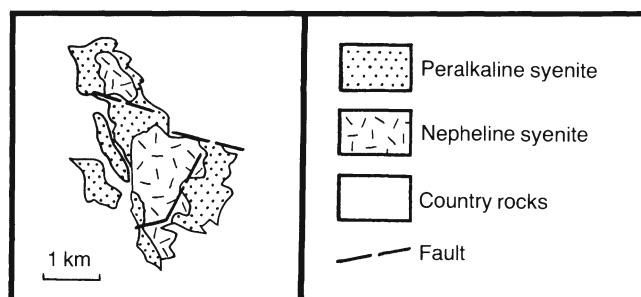 Peralkaline syenite
Nepheline syenite
Country rocks
Fault
1 km